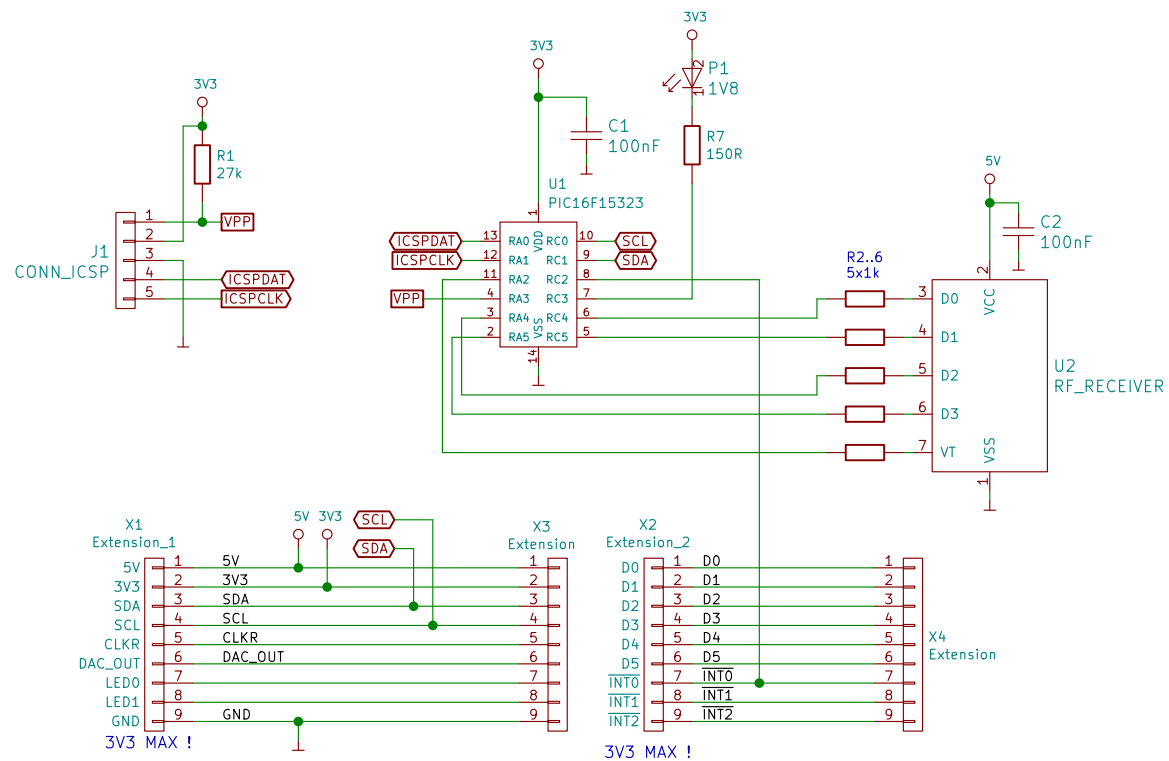 3V3
R1
27k
1
2
3
4
5
VPP
ICSPDAT
ICSPCLK
J1
CONN_ICSP
3V3
C1
100nF
U1
PIC16F15323
3V3
2
P1
1V8
1
R7
150R
ICSPDAT
ICSPCLK
VPP
13
12
11
4
3
2
RA0
RA1
RA2
RA3
RA4
RA5
1
VDD
VSS
14
RC0
RC1
RC2
RC3
RC4
RC5
10
9
8
7
6
5
SCL
SDA
5V
C2
100nF
R2..6
5x1k
3
4
5
6
7
D0
D1
D2
D3
VT
2
VCC
VSS
1
U2
RF_RECEIVER
X1
Extension_1
5V
3V3
SDA
SCL
CLKR
DAC_OUT
LED0
LED1
GND
1
2
3
4
5
6
7
8
9
5V
3V3
SDA
SCL
CLKR
DAC_OUT
GND
5V
3V3
SCL
SDA
X3
Extension
1
2
3
4
5
6
7
8
9
3V3 MAX !
X2
Extension_2
D0
D1
D2
D3
D4
D5
INT0
INT1
INT2
1
2
3
4
5
6
7
8
9
D0
D1
D2
D3
D4
D5
INT0
INT1
INT2
1
2
3
4
5
6
7
8
9
X4
Extension
3V3 MAX !